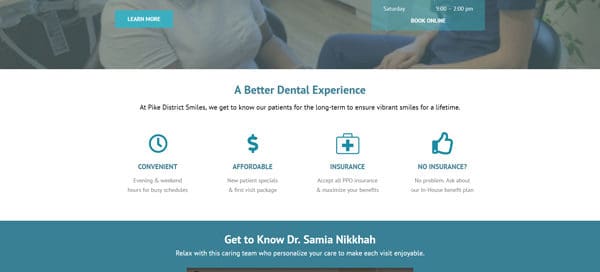 Saturday 9:00 – 2:00 pm
LEARN MORE
BOOK ONLINE
A Better Dental Experience
At Pike District Smiles, we get to know our patients for the long-term to ensure vibrant smiles for a lifetime.
CONVENIENT
Evening & weekend
hours for busy schedules
AFFORDABLE
New patient specials
& first visit package
INSURANCE
Accept all PPO insurance
& maximize your benefits
NO INSURANCE?
No problem. Ask about
our In-House benefit plan
Get to Know Dr. Samia Nikkhah
Relax with this caring team who personalize your care to make each visit enjoyable.